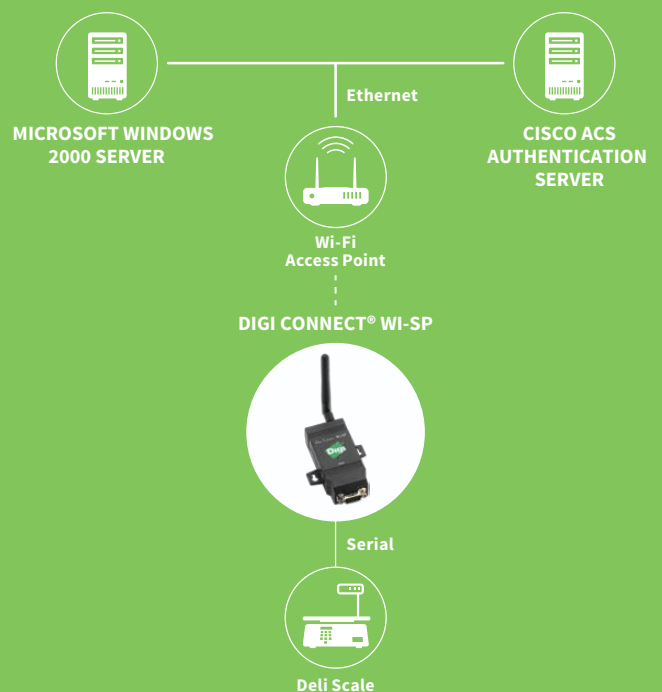 Ethernet
MICROSOFT WINDOWS
2000 SERVER
CISCO ACS
AUTHENTICATION
SERVER
Wi-Fi
Access Point
DIGI CONNECT® WI-SP
Digi
Serial
Deli Scale